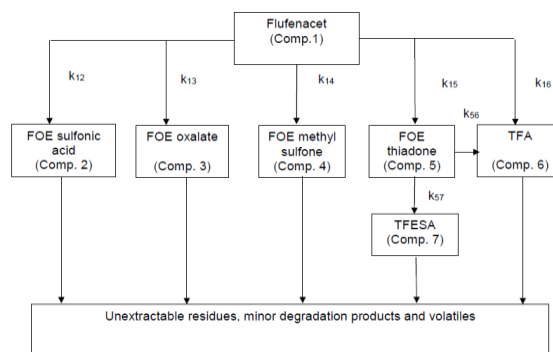 Flufenacet
(Comp.1)
k12
k13
k14
k15
k16
k56
FOE sulfonic
acid
(Comp. 2)
FOE oxalate
(Comp. 3)
FOE methyl
sulfone
(Comp. 4)
FOE
thiadone
(Comp. 5)
TFA
(Comp. 6)
k57
TFESA
(Comp. 7)
Unextractable residues, minor degradation products and volatiles